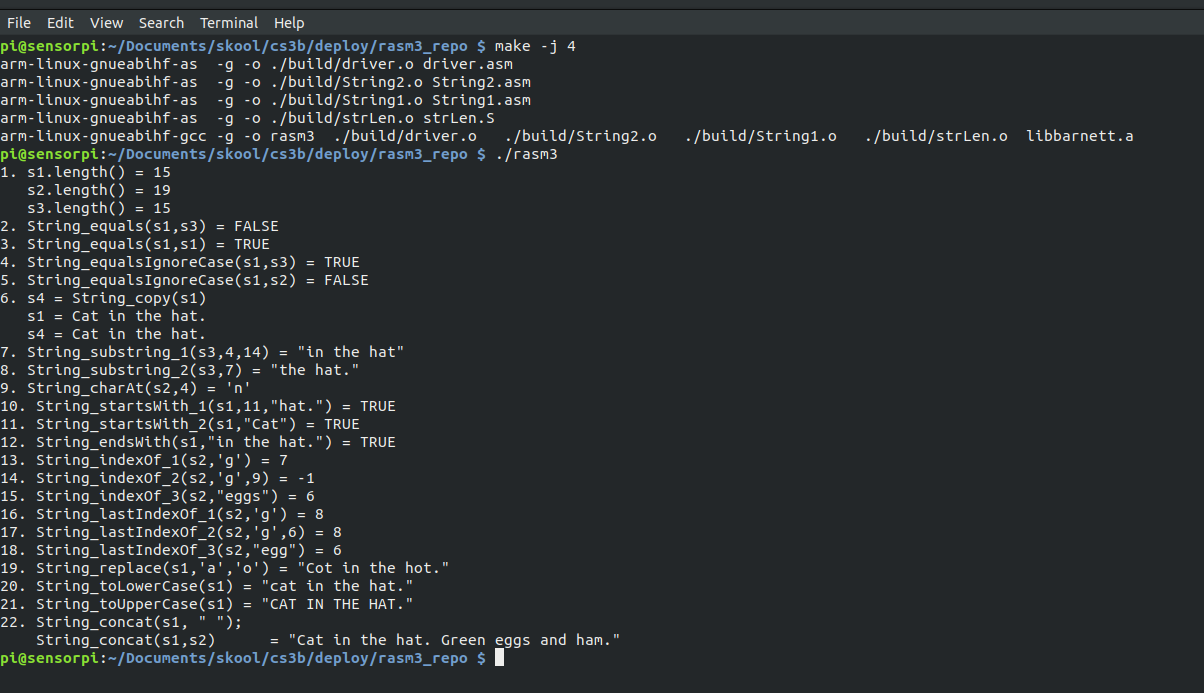 File Edit View Search Terminal Help
pi@sensorpi:~/Documents/skool/cs3b/deploy/rasm3_repo $ make -j 4
arm-linux-gnueabihf-as  -g -o ./build/driver.o driver.asm
arm-linux-gnueabihf-as  -g -o ./build/String2.o String2.asm
arm-linux-gnueabihf-as  -g -o ./build/String1.o String1.asm
arm-linux-gnueabihf-as  -g -o ./build/strLen.o strLen.S
arm-linux-gnueabihf-gcc -g -o rasm3  ./build/driver.o   ./build/String2.o   ./build/String1.o   ./build/strLen.o  libbarnett.a
pi@sensorpi:~/Documents/skool/cs3b/deploy/rasm3_repo $ ./rasm3
1. s1.length() = 15
   s2.length() = 19
   s3.length() = 15
2. String_equals(s1,s3) = FALSE
3. String_equals(s1,s1) = TRUE
4. String_equalsIgnoreCase(s1,s3) = TRUE
5. String_equalsIgnoreCase(s1,s2) = FALSE
6. s4 = String_copy(s1)
   s1 = Cat in the hat.
   s4 = Cat in the hat.
7. String_substring_1(s3,4,14) = "in the hat"
8. String_substring_2(s3,7) = "the hat."
9. String_charAt(s2,4) = 'n'
10. String_startsWith_1(s1,11,"hat.") = TRUE
11. String_startsWith_2(s1,"Cat") = TRUE
12. String_endsWith(s1,"in the hat.") = TRUE
13. String_indexOf_1(s2,'g') = 7
14. String_indexOf_2(s2,'g',9) = -1
15. String_indexOf_3(s2,"eggs") = 6
16. String_lastIndexOf_1(s2,'g') = 8
17. String_lastIndexOf_2(s2,'g',6) = 8
18. String_lastIndexOf_3(s2,"egg") = 6
19. String_replace(s1,'a','o') = "Cot in the hot."
20. String_toLowerCase(s1) = "cat in the hat."
21. String_toUpperCase(s1) = "CAT IN THE HAT."
22. String_concat(s1, " ");
    String_concat(s1,s2)      = "Cat in the hat. Green eggs and ham."
pi@sensorpi:~/Documents/skool/cs3b/deploy/rasm3_repo $